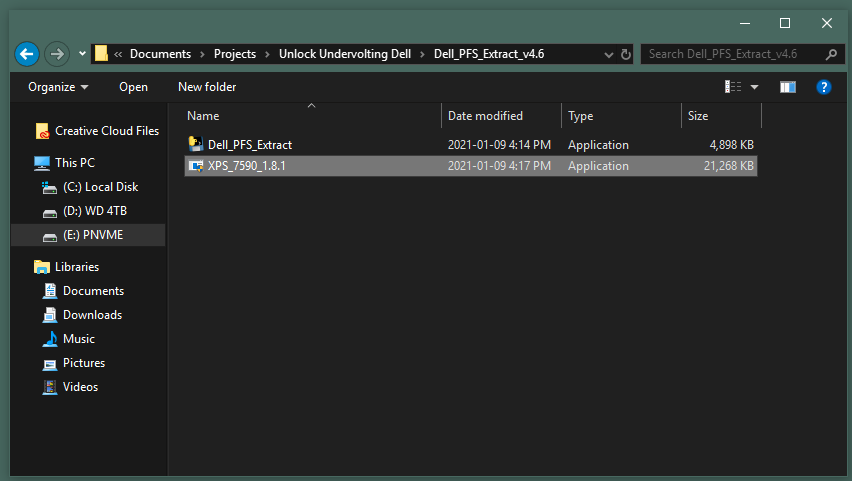 « Documents › Projects › Unlock Undervolting Dell › Dell_PFS_Extract_v4.6
Search Dell_PFS_Extract_v4.6
Organize Open New folder ?
Name Date modified Type Size
Creative Cloud Files
This PC
(C:) Local Disk
(D:) WD 4TB
(E:) PNVME
Libraries
Documents
Downloads
Music
Pictures
Videos
Dell_PFS_Extract 2021-01-09 4:14 PM Application 4,898 KB
XPS_7590_1.8.1 2021-01-09 4:17 PM Application 21,268 KB